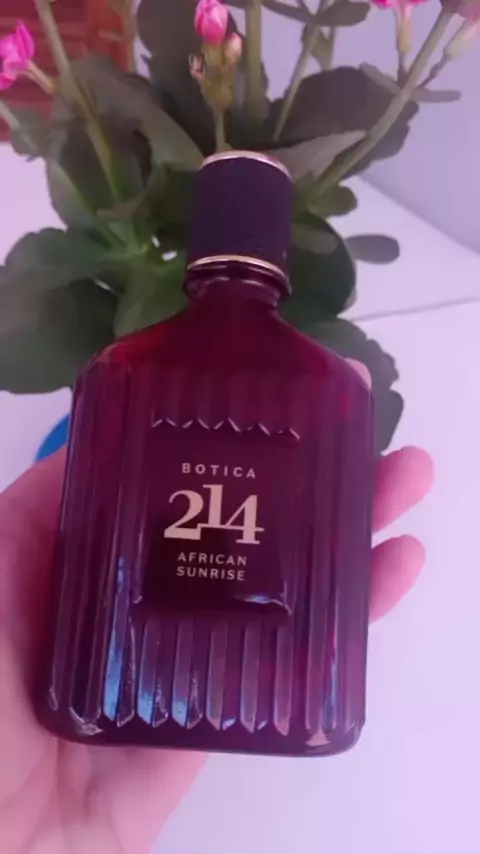 BOTICA
214
AFRICAN
SUNRISE